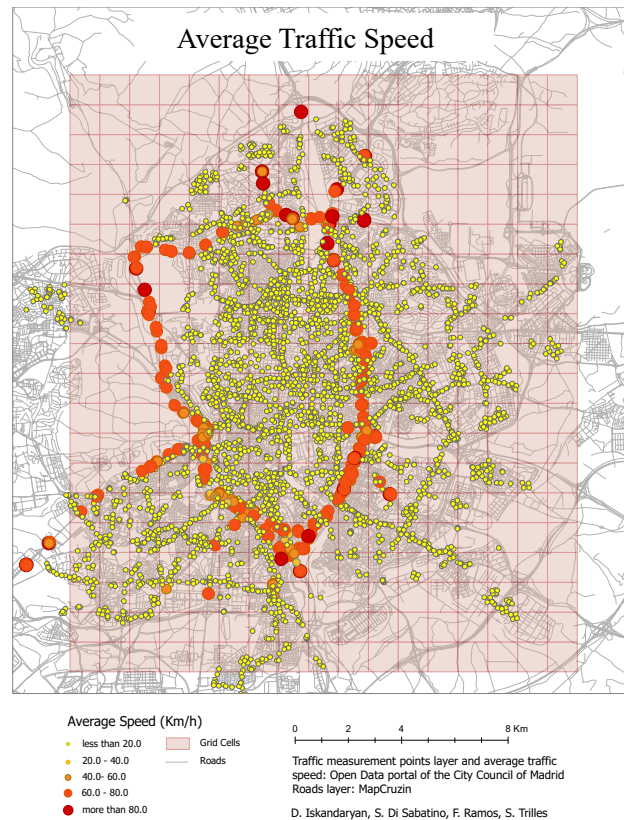 Average Traffic Speed
Average Speed (Km/h)
less than 20.0
20.0 - 40.0
40.0- 60.0
60.0 - 80.0
more than 80.0
Grid Cells
Roads
0 2 4 8 Km
Traffic measurement points layer and average traffic
speed: Open Data portal of the City Council of Madrid
Roads layer: MapCruzin
D. Iskandaryan, S. Di Sabatino, F. Ramos, S. Trilles